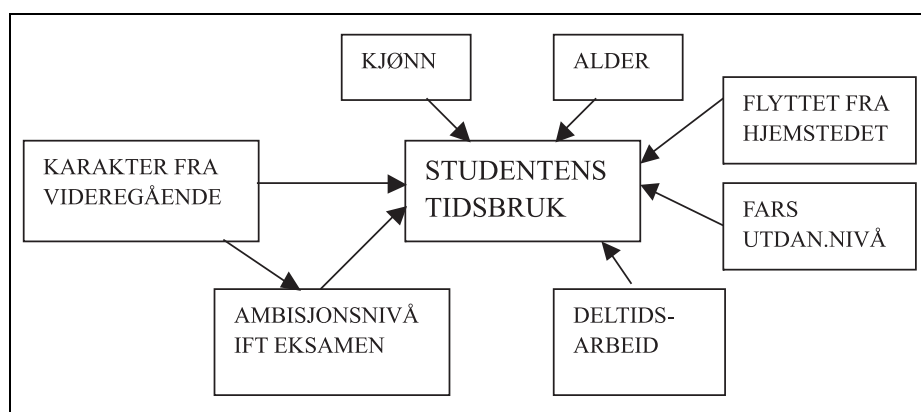 KJØNN
ALDER
FLYTTET FRA
HJEMSTEDET
KARAKTER FRA
VIDEREGÅENDE
STUDENTENS
TIDSBRUK
FARS
UTDAN.NIVÅ
AMBISJONSNIVÅ
IFT EKSAMEN
DELTIDS-
ARBEID